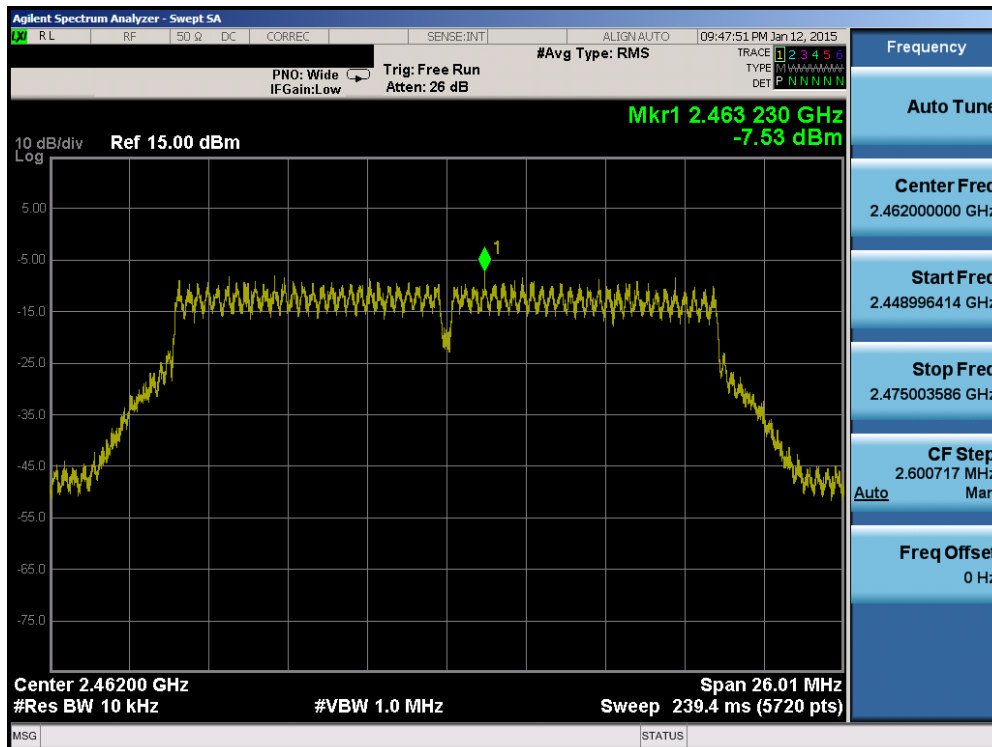 Agilent Spectrum Analyzer - Swept SA
LXI RL RF 50 Ω DC CORREC SENSE:INT ALIGN AUTO 09:47:51 PM Jan 12, 2015
#Avg Type: RMS TRACE 1 2 3 4 5 6
PNO: Wide Trig: Free Run TYPE M WWWWW
IFGain:Low Atten: 26 dB DET P N N N N N
Mkr1 2.463 230 GHz
-7.53 dBm
10 dB/div Ref 15.00 dBm
Log
1
5.00
-5.00
-15.0
-25.0
-35.0
-45.0
-55.0
-65.0
-75.0
Center 2.46200 GHz Span 26.01 MHz
#Res BW 10 kHz #VBW 1.0 MHz Sweep 239.4 ms (5720 pts)
MSG STATUS
Frequency
Auto Tune
Center Freq
2.462000000 GHz
Start Freq
2.448996414 GHz
Stop Freq
2.475003586 GHz
CF Step
2.600717 MHz
Auto Man
Freq Offset
0 Hz